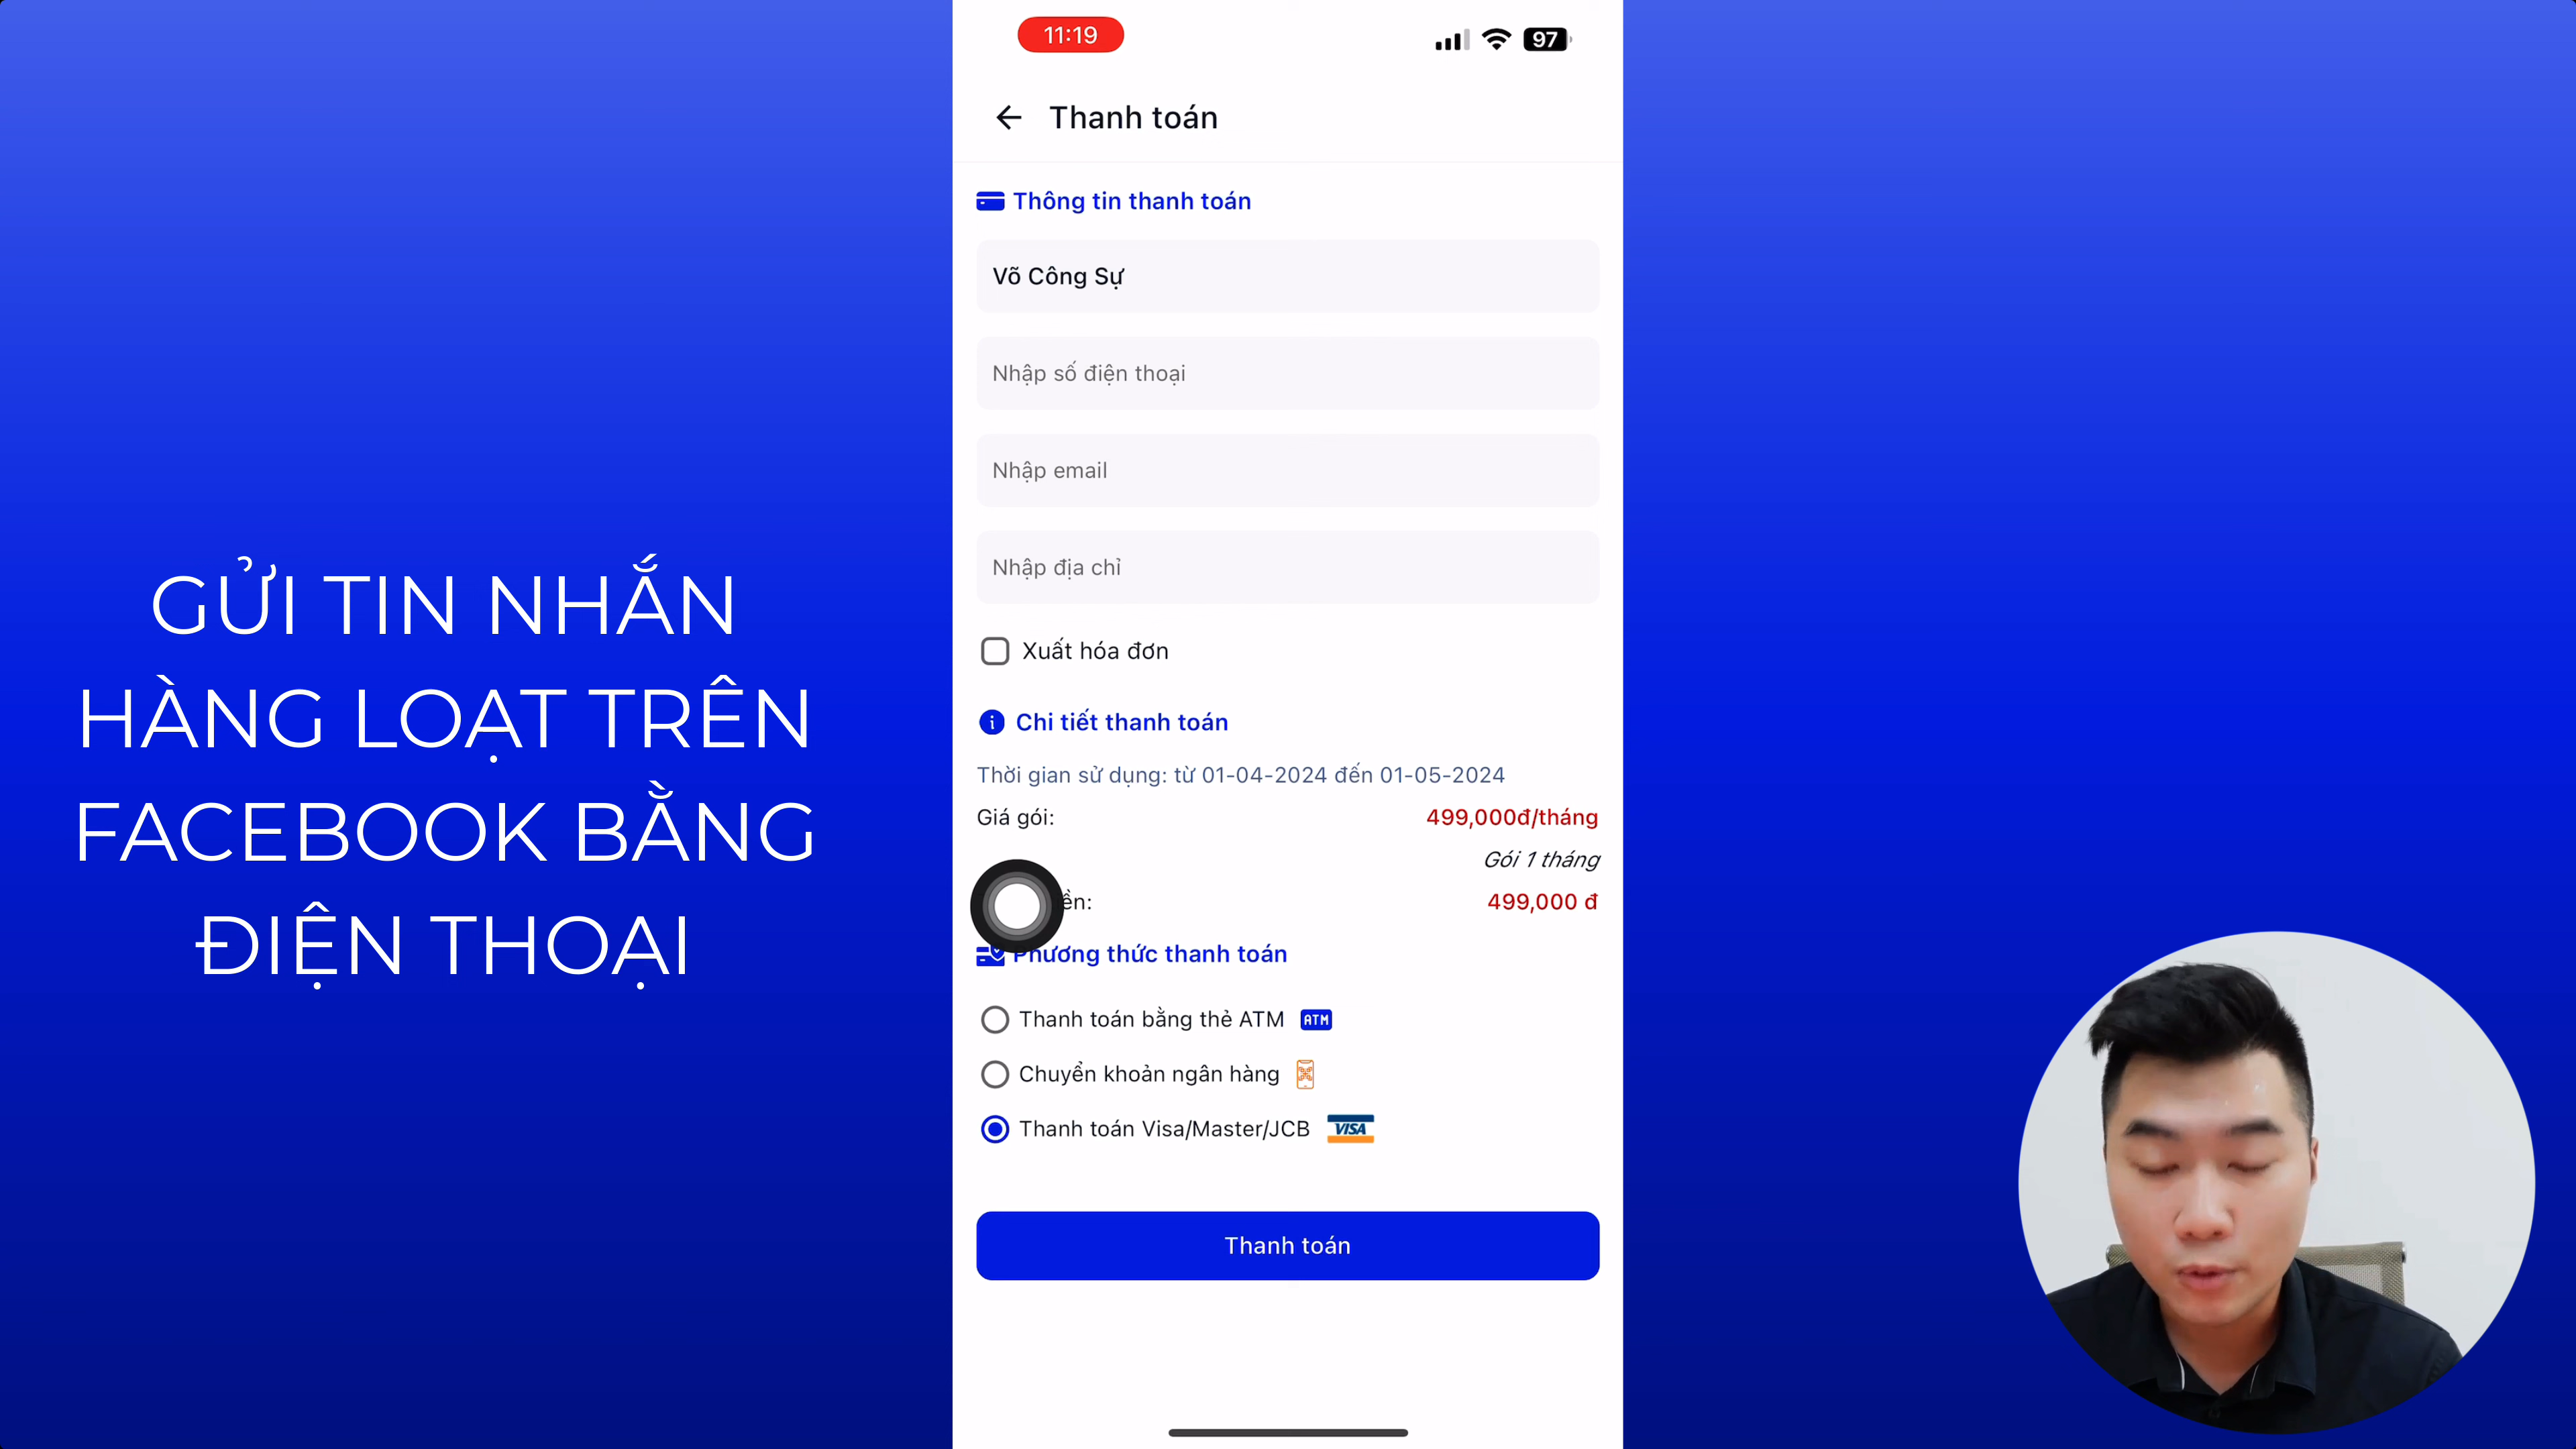 GỬI TIN NHẮN
HÀNG LOẠT TRÊN
FACEBOOK BẰNG
ĐIỆN THOẠI
11:19
97
Thanh toán
Thông tin thanh toán
Võ Công Sự
Nhập số điện thoại
Nhập email
Nhập địa chỉ
Xuất hóa đơn
Chi tiết thanh toán
Thời gian sử dụng: từ 01-04-2024 đến 01-05-2024
Giá gói: 499,000đ/tháng
Gói 1 tháng
499,000 đ
Phương thức thanh toán
Thanh toán bằng thẻ ATM ATM
Chuyển khoản ngân hàng
Thanh toán Visa/Master/JCB VISA
Thanh toán